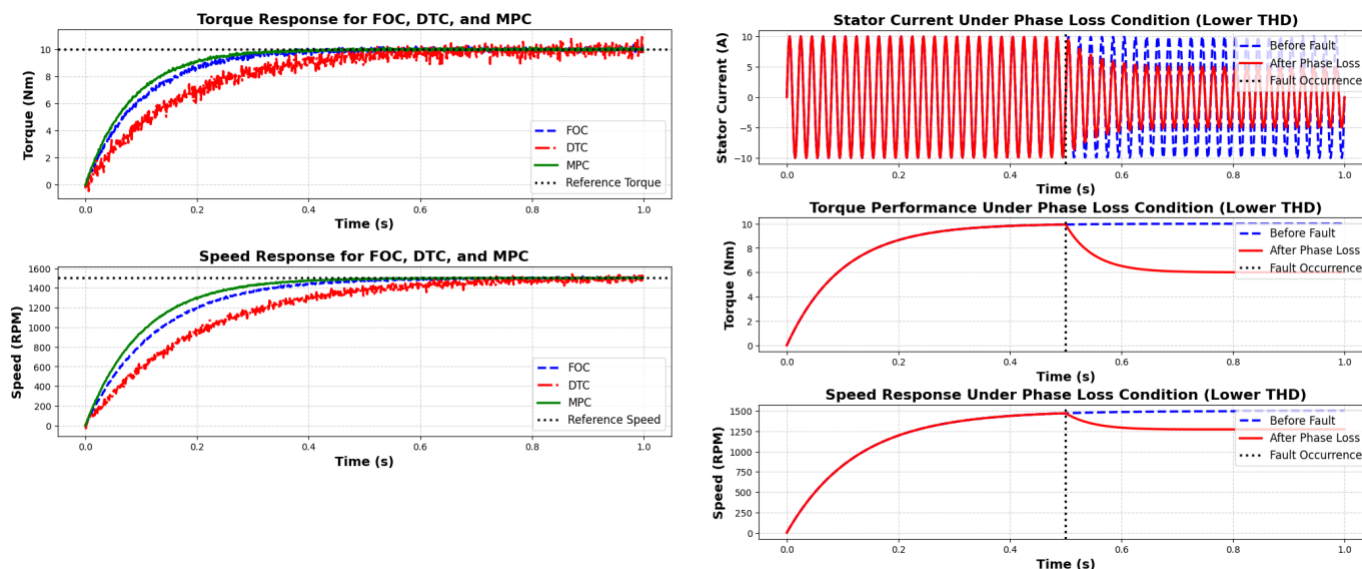 Torque Response for FOC, DTC, and MPC
Torque (Nm)
10
8
6
4
2
0
FOC
DTC
MPC
Reference Torque
0.0 0.2 0.4 0.6 0.8 1.0
Time (s)
Speed Response for FOC, DTC, and MPC
Speed (RPM)
1600
1400
1200
1000
800
600
400
200
0
FOC
DTC
MPC
Reference Speed
0.0 0.2 0.4 0.6 0.8 1.0
Time (s)
Stator Current Under Phase Loss Condition (Lower THD)
Stator Current (A)
10
5
0
−5
−10
Before Fault
After Phase Loss
Fault Occurrence
0.0 0.2 0.4 0.6 0.8 1.0
Time (s)
Torque Performance Under Phase Loss Condition (Lower THD)
Torque (Nm)
10
8
6
4
2
0
Before Fault
After Phase Loss
Fault Occurrence
0.0 0.2 0.4 0.6 0.8 1.0
Time (s)
Speed Response Under Phase Loss Condition (Lower THD)
Speed (RPM)
1500
1250
1000
750
500
250
0
Before Fault
After Phase Loss
Fault Occurrence
0.0 0.2 0.4 0.6 0.8 1.0
Time (s)